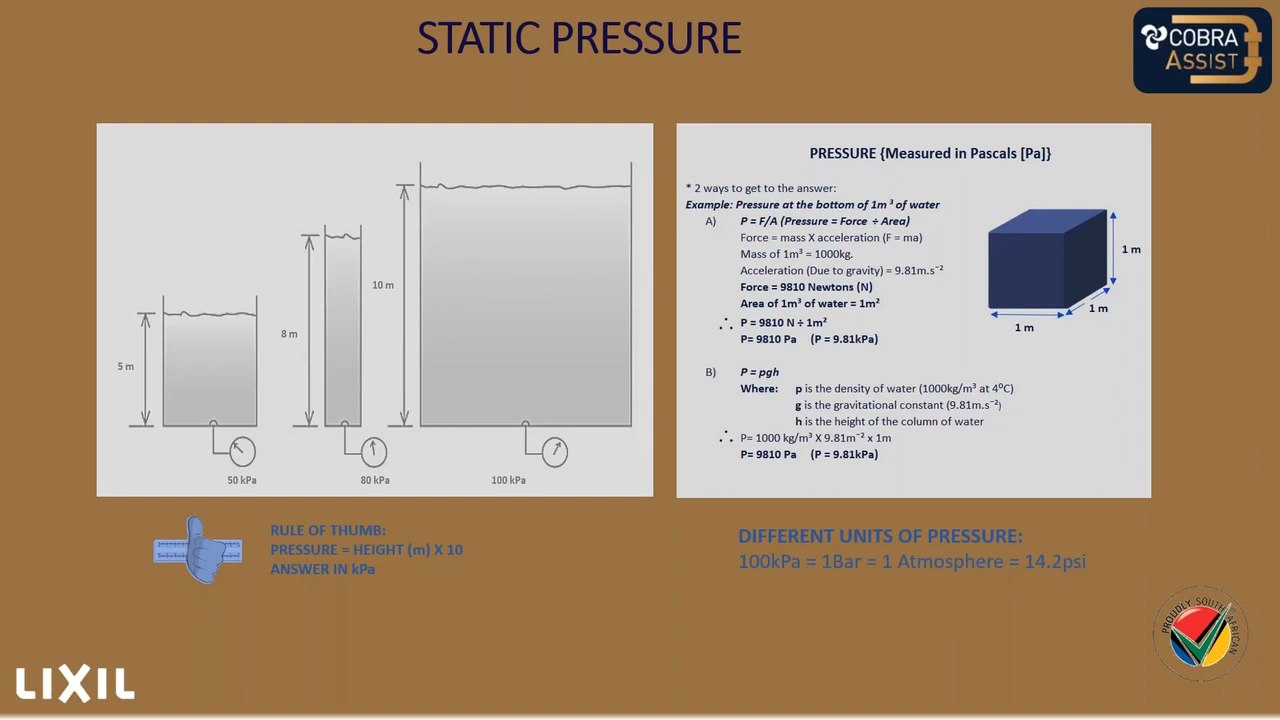 STATIC PRESSURE
COBRA
ASSIST
5 m
8 m
10 m
50 kPa
80 kPa
100 kPa
PRESSURE {Measured in Pascals [Pa]}
* 2 ways to get to the answer:
Example: Pressure at the bottom of 1m³ of water
A) P = F/A (Pressure = Force ÷ Area)
Force = mass X acceleration (F = ma)
Mass of 1m³ = 1000kg.
Acceleration (Due to gravity) = 9.81m.s⁻²
Force = 9810 Newtons (N)
Area of 1m³ of water = 1m²
∴ P = 9810 N ÷ 1m²
P= 9810 Pa (P = 9.81kPa)
1 m
1 m
1 m
B) P = pgh
Where: p is the density of water (1000kg/m³ at 4⁰C)
g is the gravitational constant (9.81m.s⁻²)
h is the height of the column of water
∴ P= 1000 kg/m³ X 9.81m⁻² x 1m
P= 9810 Pa (P = 9.81kPa)
RULE OF THUMB:
PRESSURE = HEIGHT (m) X 10
ANSWER IN kPa
DIFFERENT UNITS OF PRESSURE:
100kPa = 1Bar = 1 Atmosphere = 14.2psi
PROUDLY SOUTH AFRICAN
LIXIL